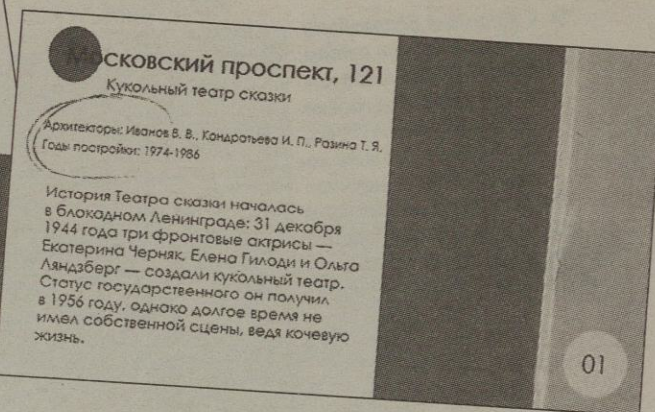 Московский проспект, 121
Кукольный театр сказки
Архитекторы: Иванов В. В., Кондратьева И. П., Разина Т. Я.
Годы постройки: 1974-1986
История Театра сказки началась
в блокадном Ленинграде: 31 декабря
1944 года три фронтовые актрисы —
Екатерина Черняк, Елена Гилоди и Ольга
Ляндзберг — создали кукольный театр.
Статус государственного он получил
в 1956 году, однако долгое время не
имел собственной сцены, ведя кочевую
жизнь.
01